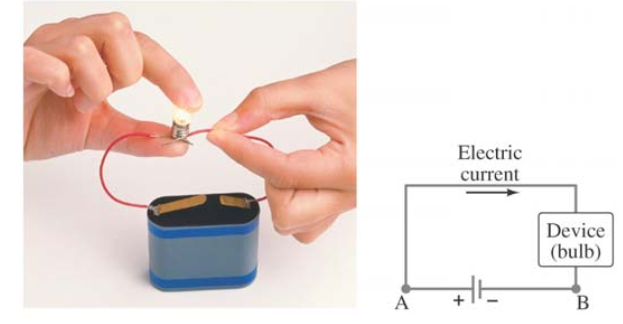 Electric
current
Device
(bulb)
A
+
−
B